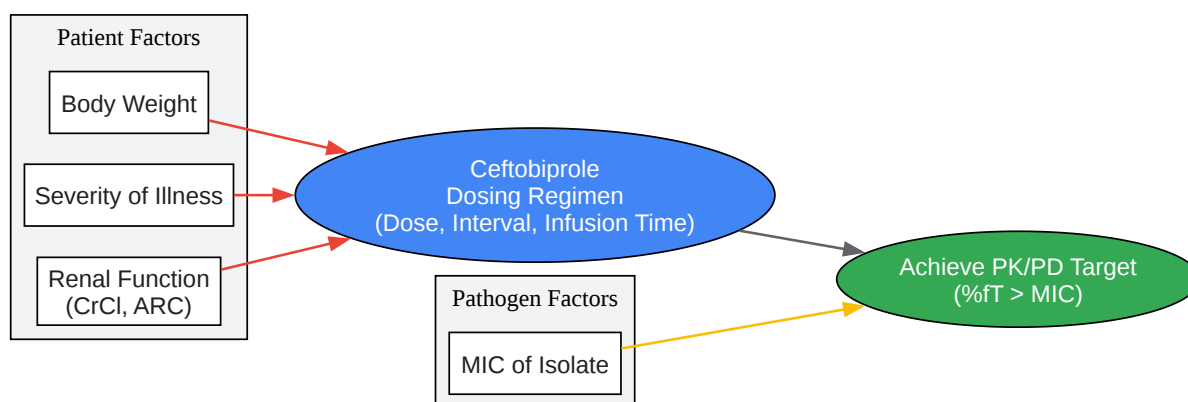 Patient Factors
Body Weight
Severity of Illness
Renal Function
(CrCl, ARC)
Ceftobiprole
Dosing Regimen
(Dose, Interval, Infusion Time)
Pathogen Factors
MIC of Isolate
Achieve PK/PD Target
(%fT > MIC)